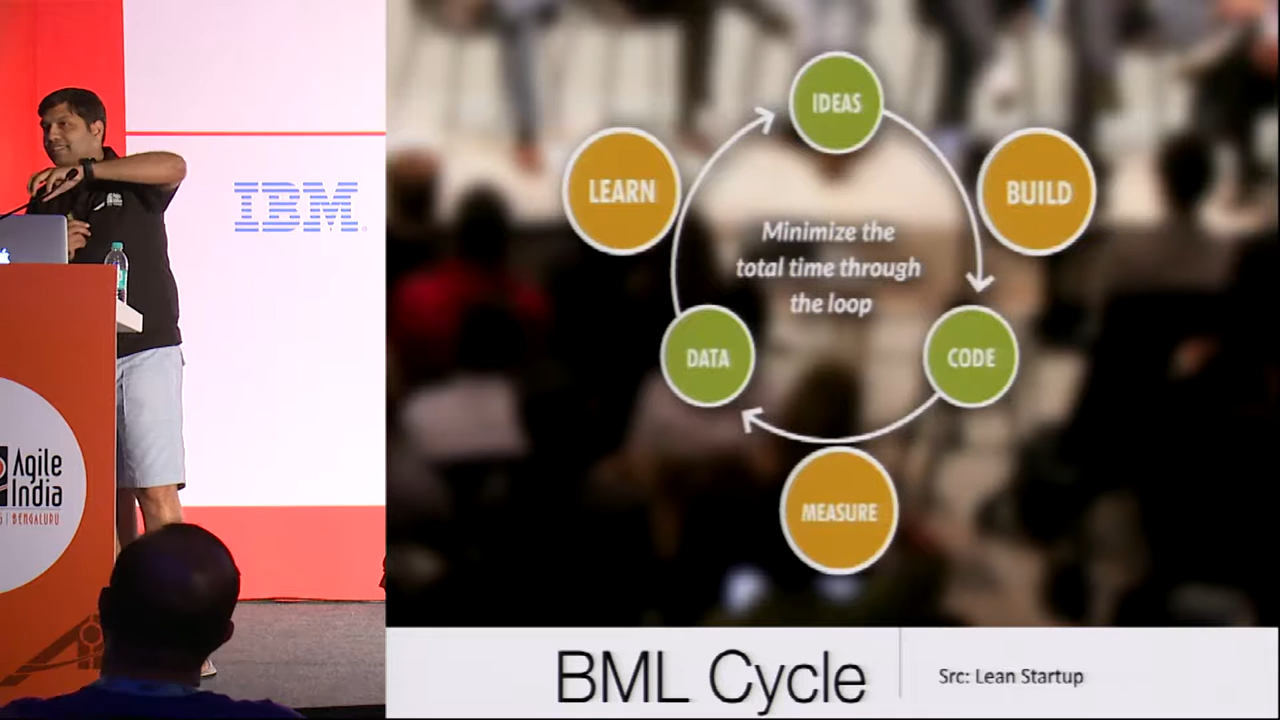 IBM
Agile
India
BENGALURU
IDEAS
LEARN
BUILD
Minimize the
total time through
the loop
DATA
CODE
MEASURE
BML Cycle
Src: Lean Startup